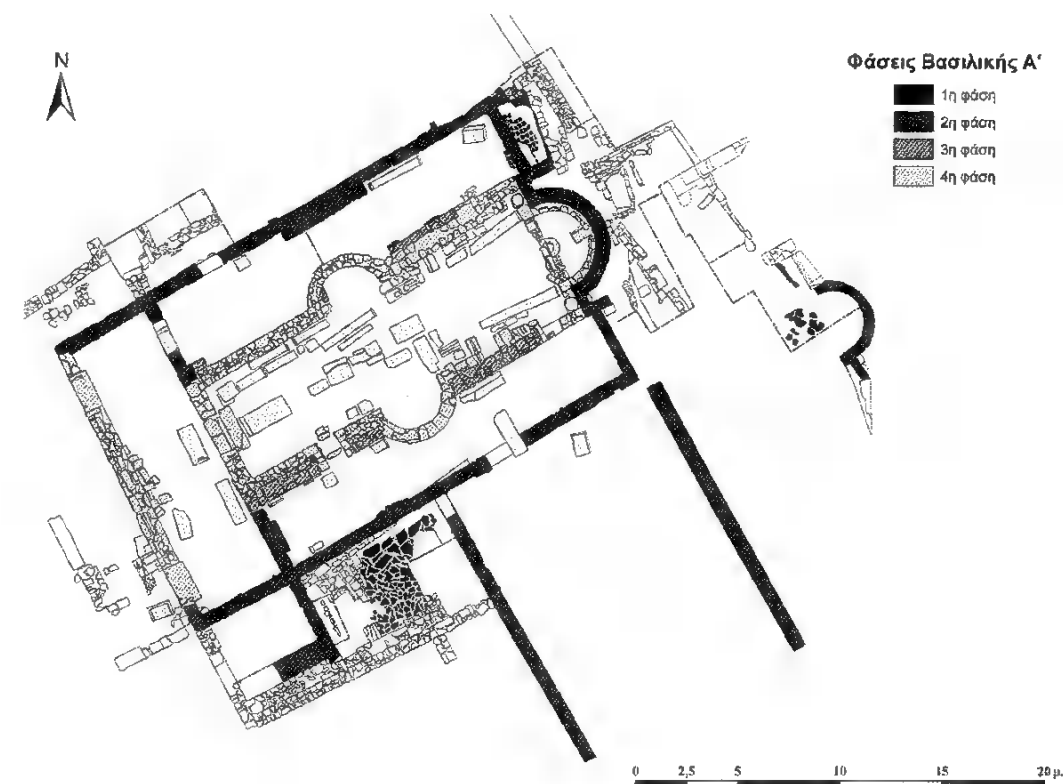 N
Φάσεις Βασιλικής Α'
1η φάση
2η φάση
3η φάση
4η φάση
0 2,5 5 10 15 20 μ.